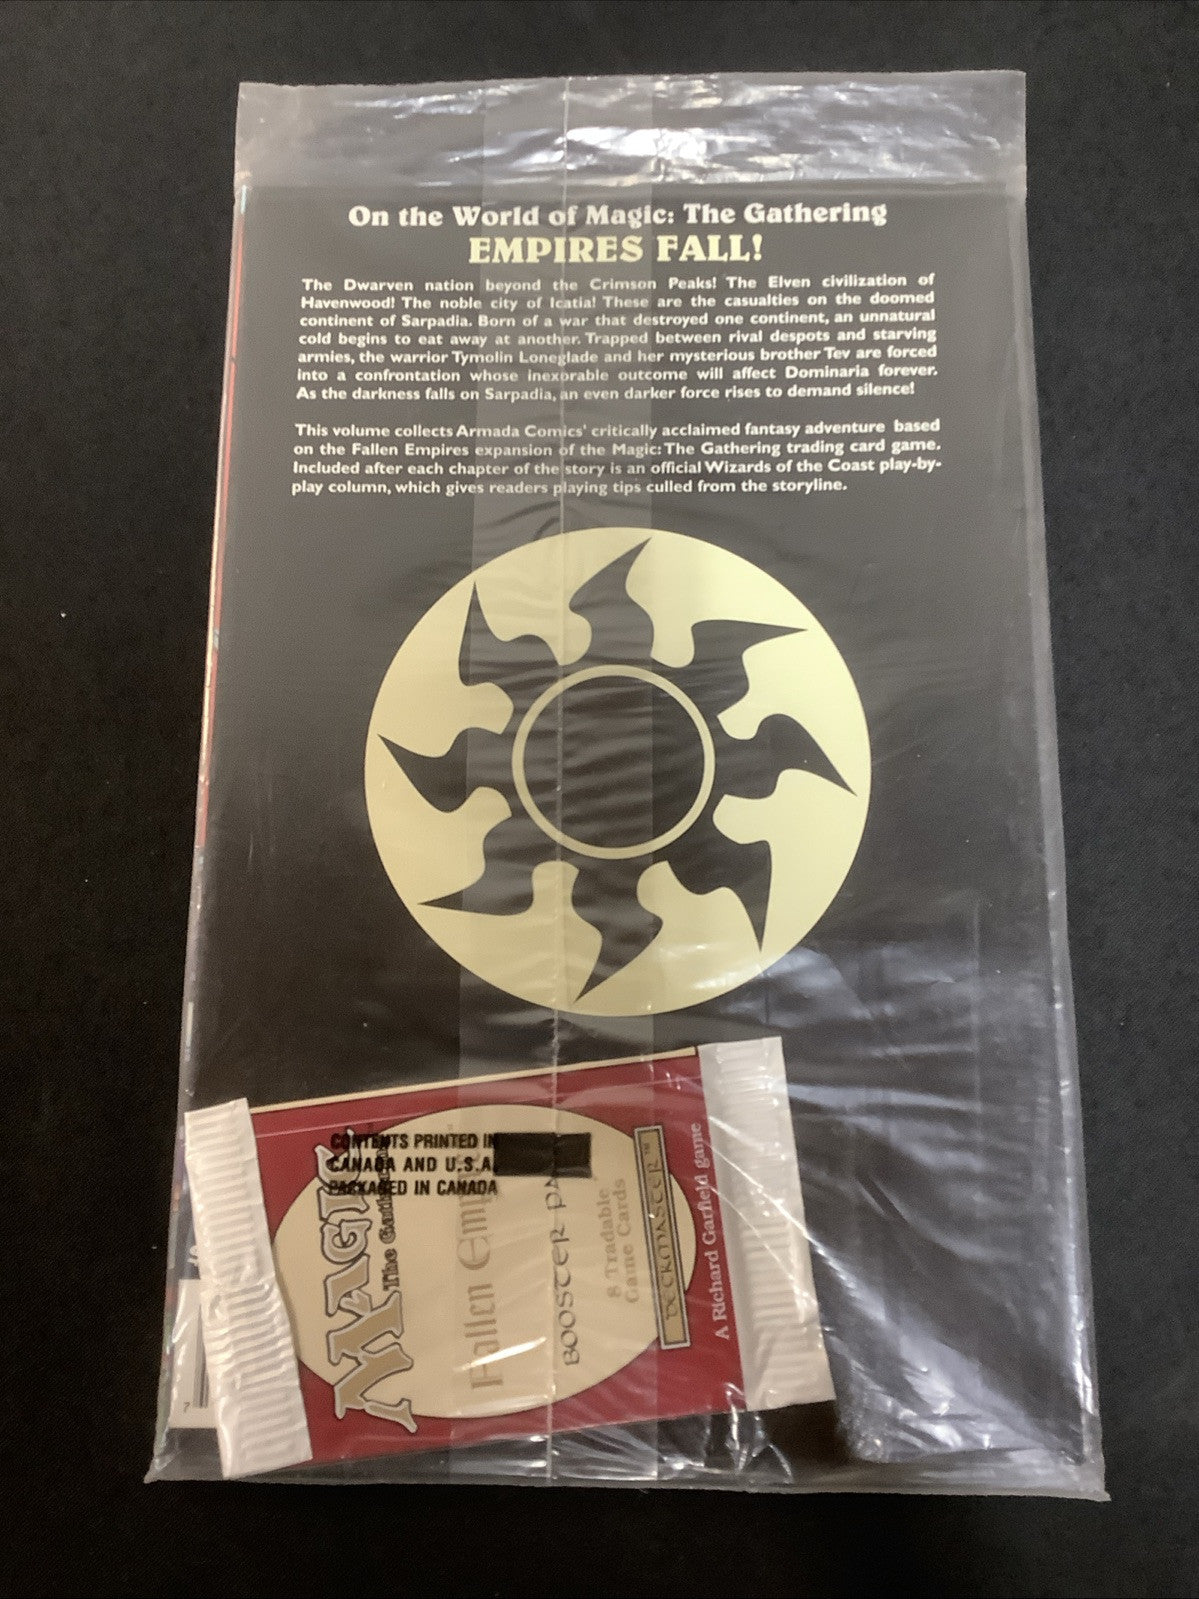 On the World of Magic: The Gathering
EMPIRES FALL!
The Dwarven nation beyond the Crimson Peaks! The Elven civilization of
Havenwood! The noble city of Icatia! These are the casualties on the doomed
continent of Sarpadia. Born of a war that destroyed one continent, an unnatural
cold begins to eat away at another. Trapped between rival despots and starving
armies, the warrior Tymolin Loneglade and her mysterious brother Tev are forced
into a confrontation whose inexorable outcome will affect Dominaria forever.
As the darkness falls on Sarpadia, an even darker force rises to demand silence!
This volume collects Armada Comics' critically acclaimed fantasy adventure based
on the Fallen Empires expansion of the Magic: The Gathering trading card game.
Included after each chapter of the story is an official Wizards of the Coast play-by-
play column, which gives readers playing tips culled from the storyline.
CONTENTS PRINTED IN
CANADA AND U.S.A.
PACKAGED IN CANADA
MAGIC
The Gathering
Fallen Empires
BOOSTER PA
8 Tradable
Game Cards
DECKMASTER™
A Richard Garfield game
7